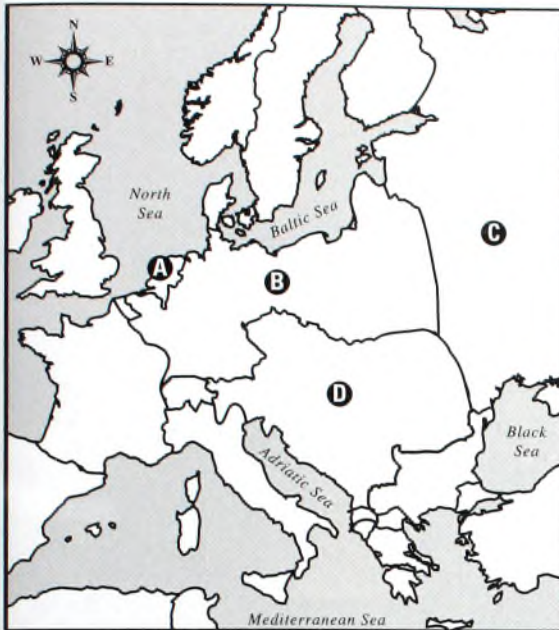 N
W E
S
North
Sea
Baltic Sea
A
B
C
D
Adriatic Sea
Black
Sea
Mediterranean Sea